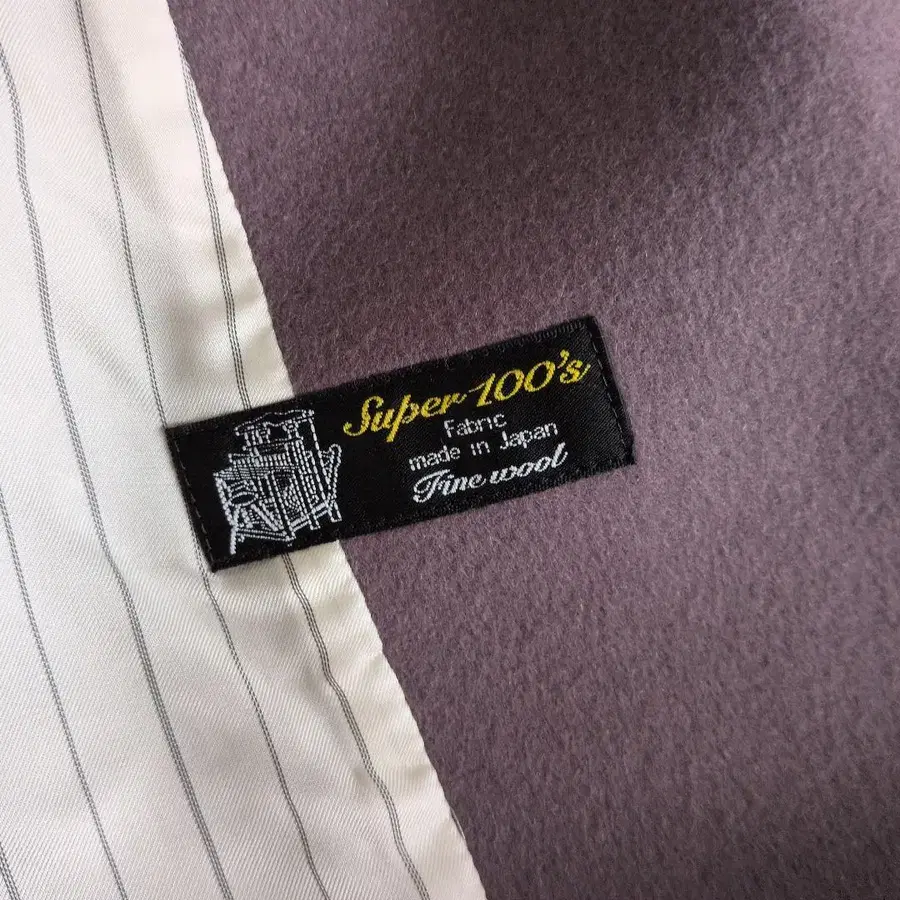 Super 100's
Fabric
made in Japan
Fine wool